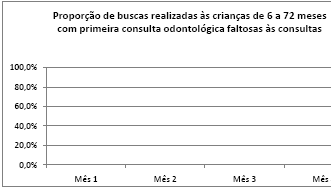 Proporção de buscas realizadas às crianças de 6 a 72 meses
com primeira consulta odontológica faltosas às consultas
100,0%
80,0%
60,0%
40,0%
20,0%
0,0%
Mês 1 Mês 2 Mês 3 Mês